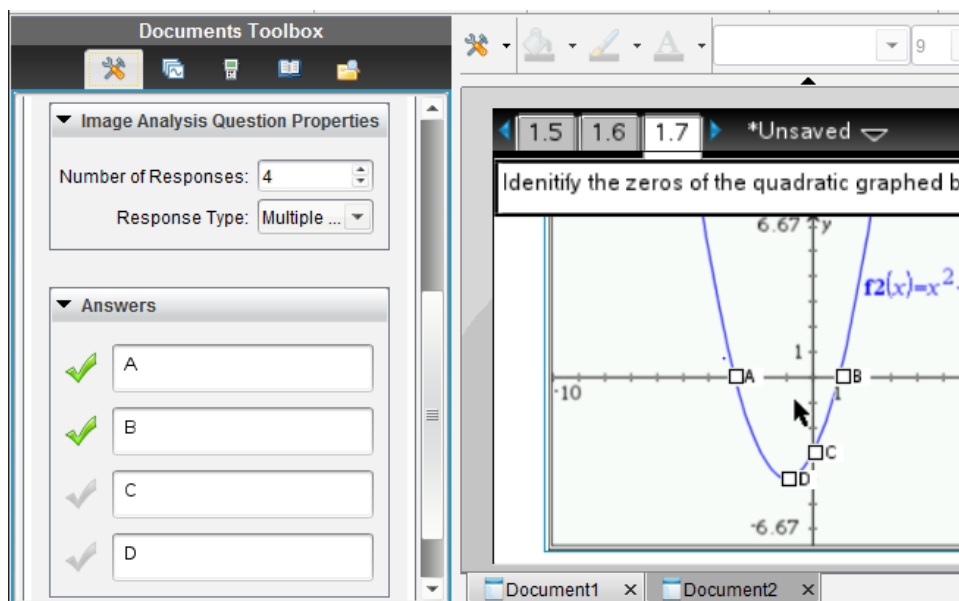 Documents Toolbox
Image Analysis Question Properties
Number of Responses: 4
Response Type: Multiple ...
Answers
A
B
C
D
9
1.5 1.6 1.7 *Unsaved
Idenitify the zeros of the quadratic graphed b
6.67 y
f2(x)=x²
1
A B
-10 1
C
D
-6.67
Document1 x Document2 x